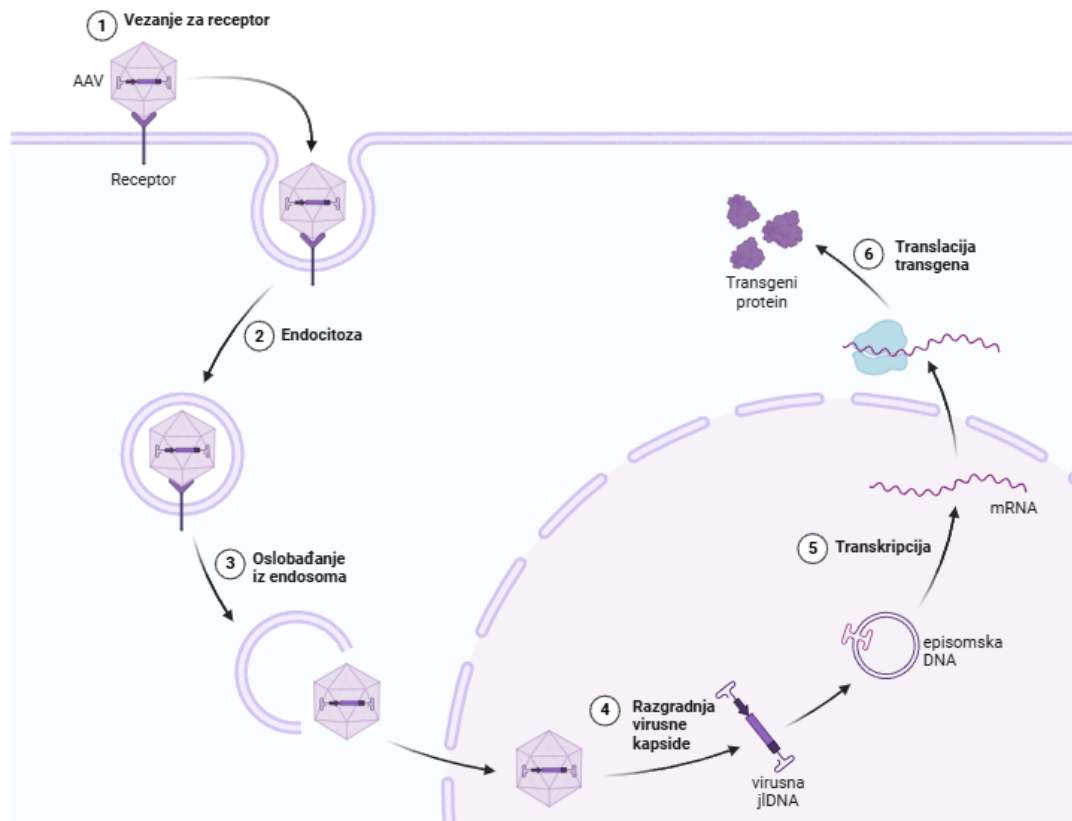 1 Vezanje za receptor
AAV
Receptor
2 Endocitoza
3 Oslobađanje
iz endosoma
4 Razgradnja
virusne
kapside
virusna
jlDNA
episomska
DNA
5 Transkripcija
mRNA
6 Translacija
transgena
Transgeni
protein